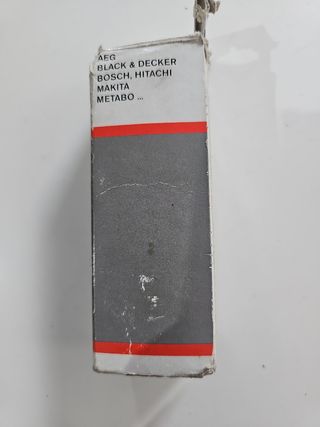 AEG
BLACK & DECKER
BOSCH, HITACHI
MAKITA
METABO ...